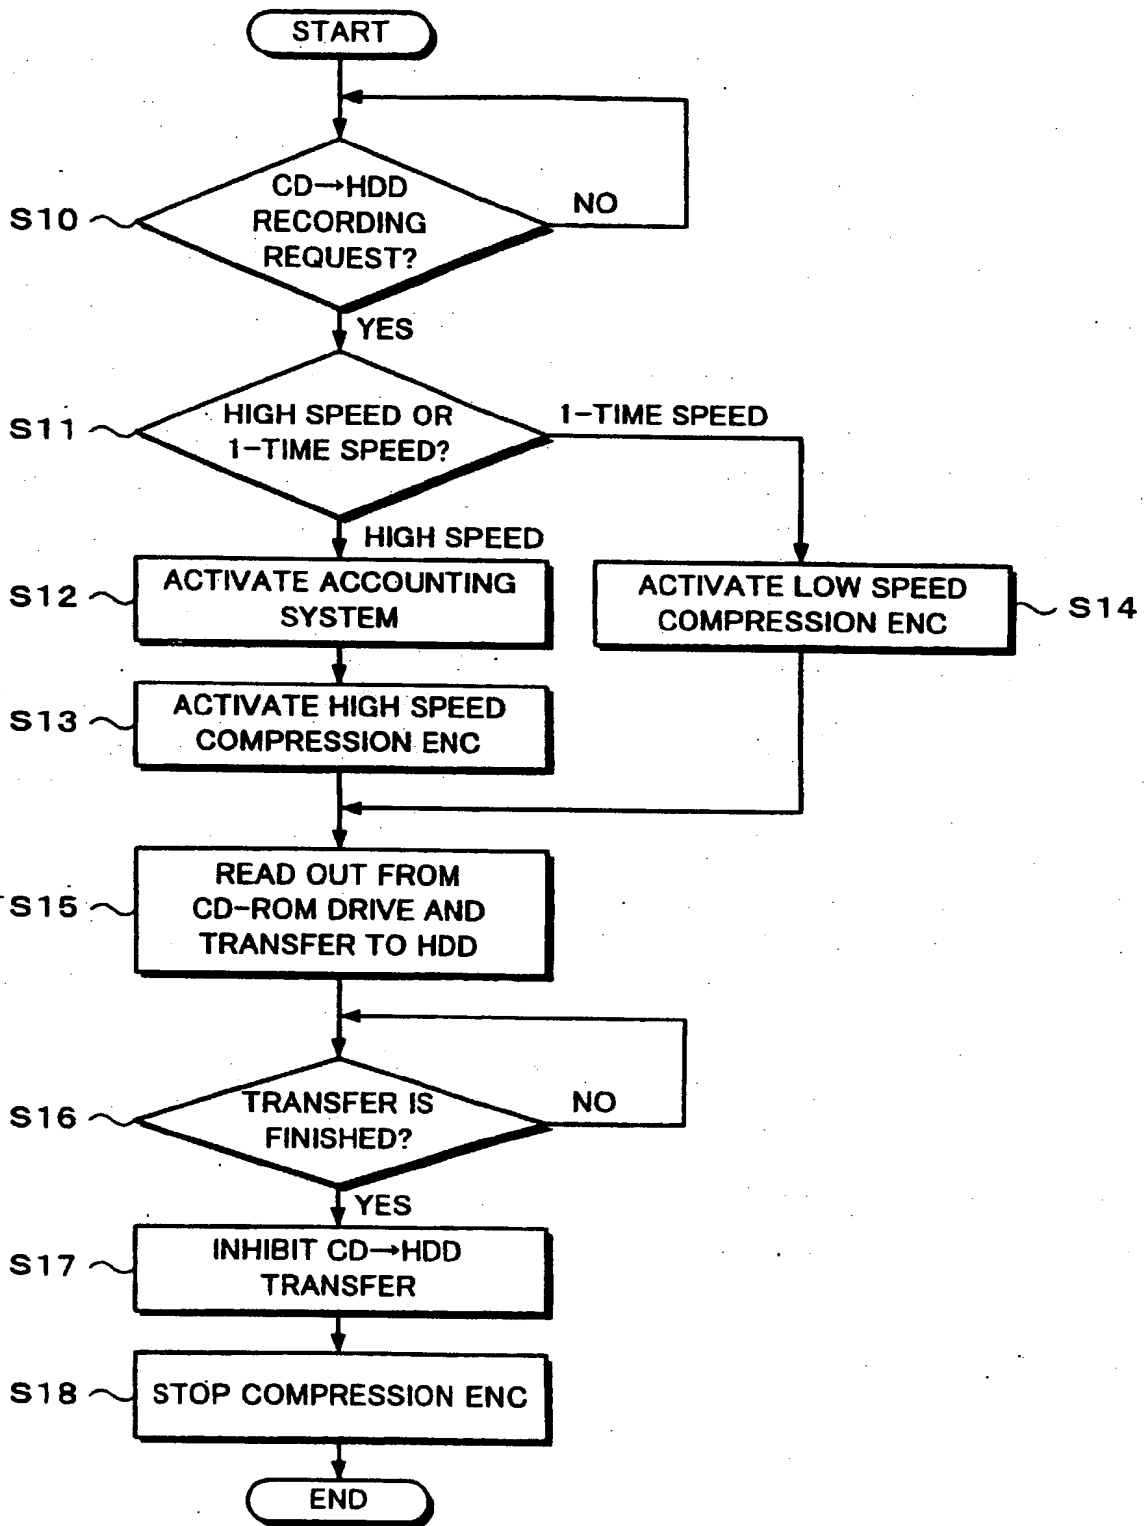 START
CD→HDD
RECORDING
REQUEST?
S10
NO
YES
HIGH SPEED OR
1-TIME SPEED?
S11
1-TIME SPEED
HIGH SPEED
ACTIVATE ACCOUNTING
SYSTEM
S12
ACTIVATE LOW SPEED
COMPRESSION ENC
S14
ACTIVATE HIGH SPEED
COMPRESSION ENC
S13
READ OUT FROM
CD-ROM DRIVE AND
TRANSFER TO HDD
S15
TRANSFER IS
FINISHED?
S16
NO
YES
INHIBIT CD→HDD
TRANSFER
S17
STOP COMPRESSION ENC
S18
END